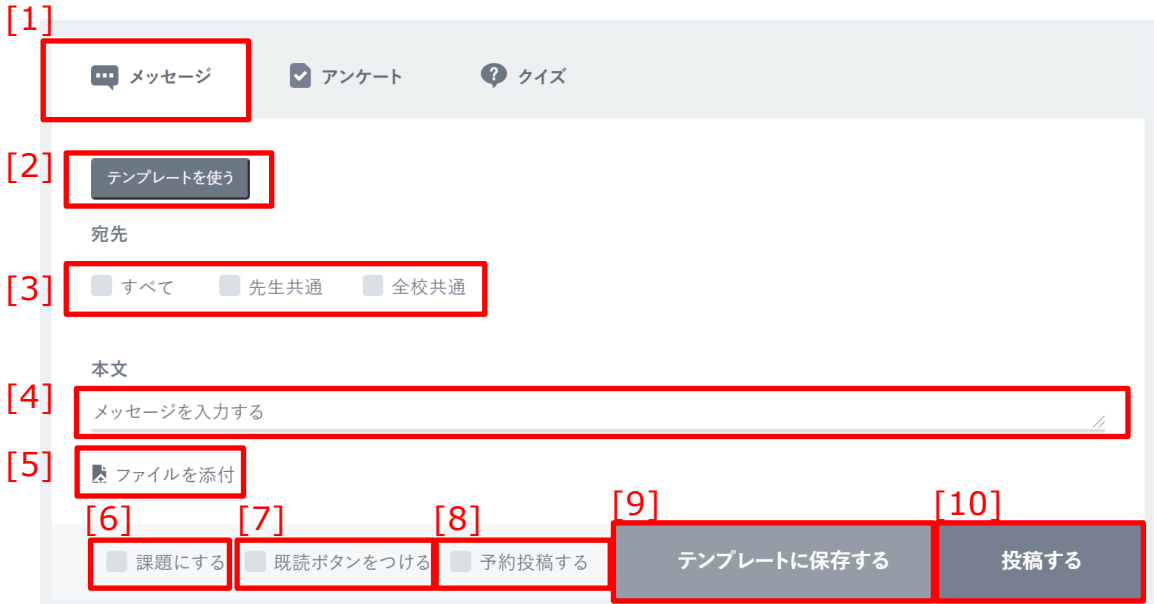 [1]
メッセージ アンケート クイズ
[2] テンプレートを使う
宛先
[3] すべて 先生共通 全校共通
本文
[4] メッセージを入力する
[5] ファイルを添付
[6] [7] [8] [9] [10]
課題にする 既読ボタンをつける 予約投稿する テンプレートに保存する 投稿する